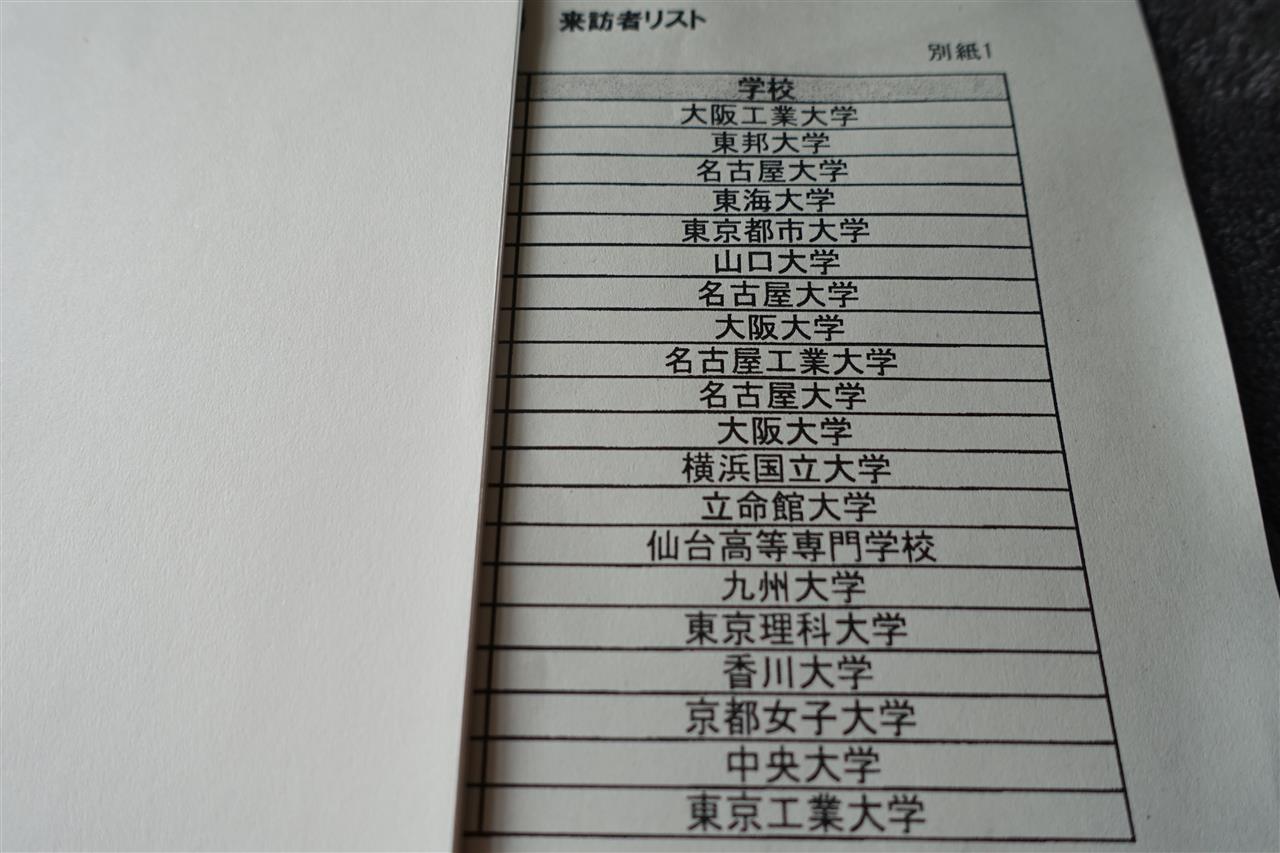 来訪者リスト
別紙1
学校
大阪工業大学
東邦大学
名古屋大学
東海大学
東京都市大学
山口大学
名古屋大学
大阪大学
名古屋工業大学
名古屋大学
大阪大学
横浜国立大学
立命館大学
仙台高等専門学校
九州大学
東京理科大学
香川大学
京都女子大学
中央大学
東京工業大学